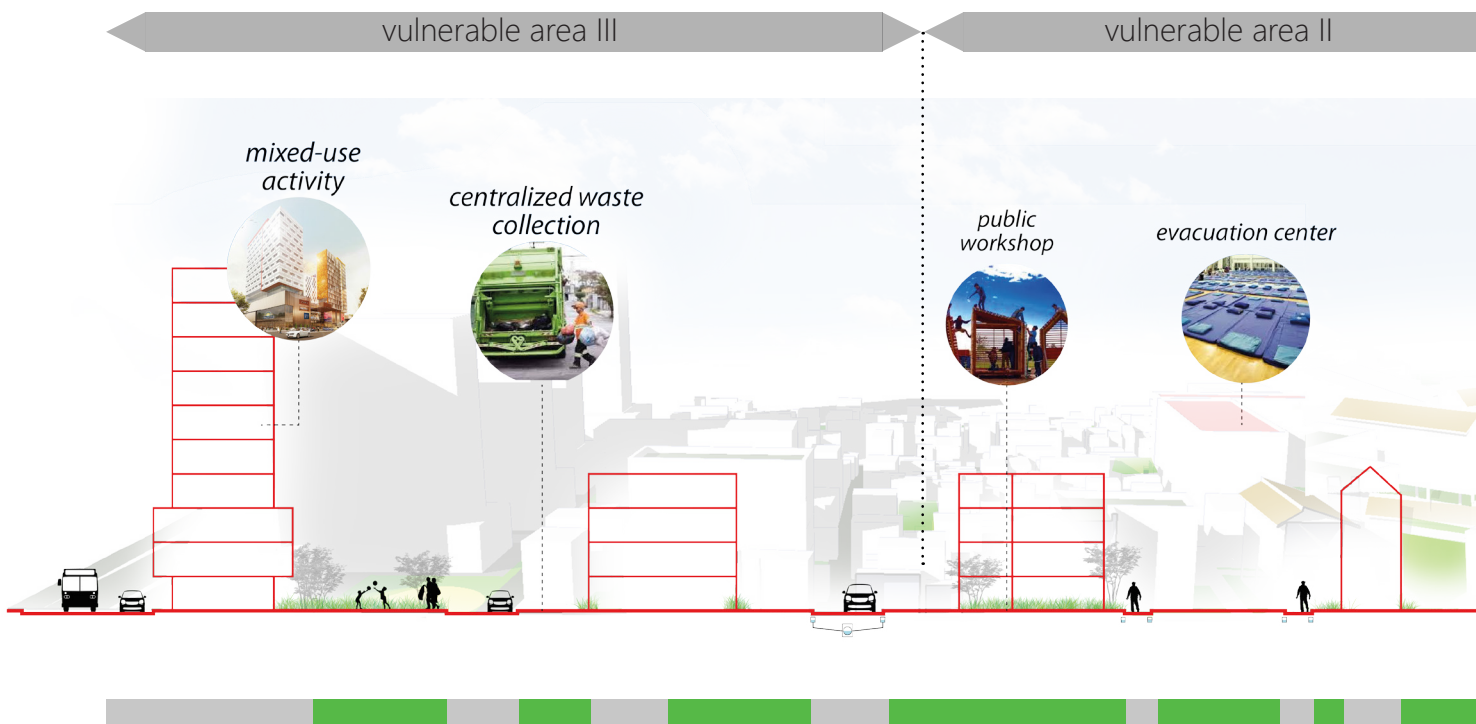 vulnerable area III
vulnerable area II
mixed-use
activity
centralized waste
collection
public
workshop
evacuation center